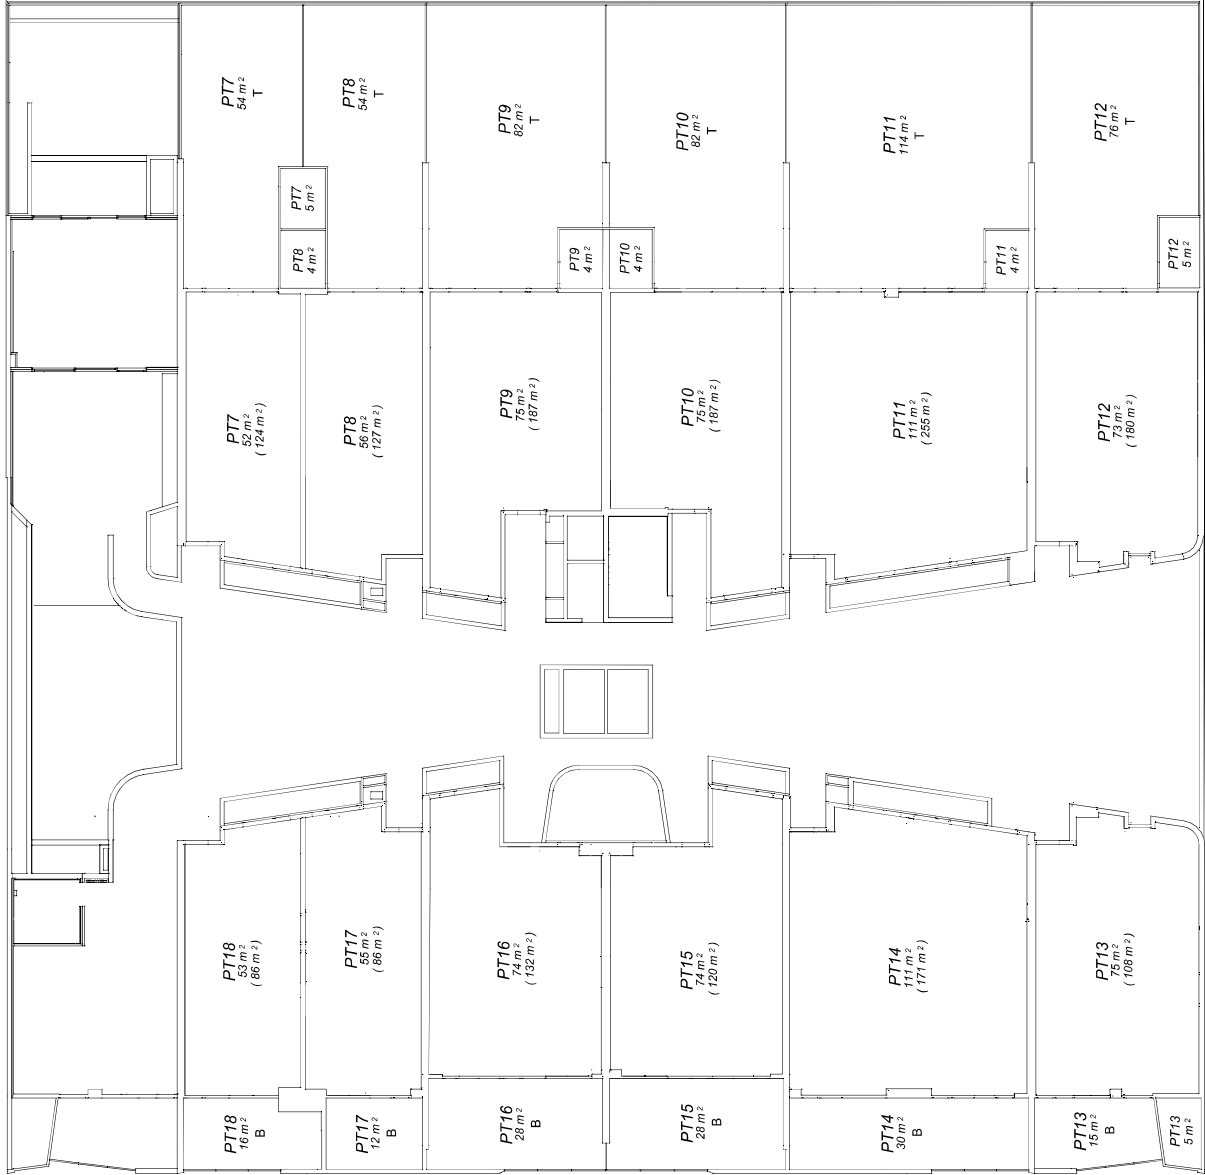 PT7
54 m²
T
PT8
54 m²
T
PT9
82 m²
T
PT10
82 m²
T
PT11
114 m²
T
PT12
76 m²
T
PT7
5 m²
PT8
4 m²
PT9
4 m²
PT10
4 m²
PT11
4 m²
PT12
5 m²
PT7
52 m²
( 124 m² )
PT8
56 m²
( 127 m² )
PT9
75 m²
( 187 m² )
PT10
75 m²
( 187 m² )
PT11
111 m²
( 255 m² )
PT12
73 m²
( 180 m² )
PT18
53 m²
( 86 m² )
PT17
55 m²
( 86 m² )
PT16
74 m²
( 132 m² )
PT15
74 m²
( 120 m² )
PT14
111 m²
( 171 m² )
PT13
75 m²
( 108 m² )
PT18
16 m²
B
PT17
12 m²
B
PT16
28 m²
B
PT15
28 m²
B
PT14
30 m²
B
PT13
15 m²
B
PT13
5 m²